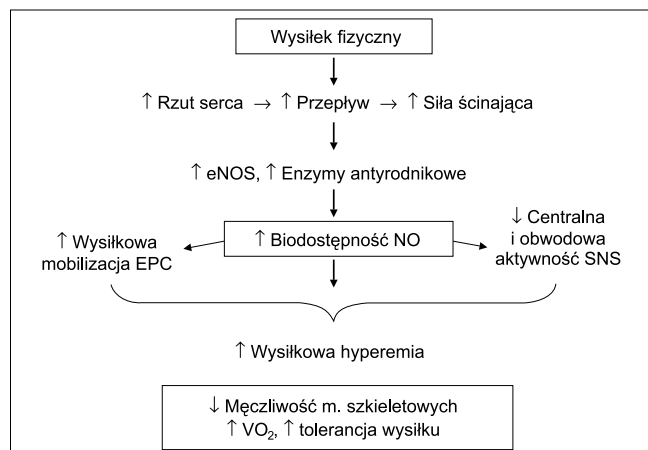 Wysiłek fizyczny
↑ Rzut serca → ↑ Przepływ → ↑ Siła ścinająca
↑ eNOS, ↑ Enzymy antyrodnikowe
↑ Wysiłkowa
mobilizacja EPC
↑ Biodostępność NO
↓ Centralna
i obwodowa
aktywność SNS
↑ Wysiłkowa hyperemia
↓ Męczliwość m. szkieletowych
↑ VO₂, ↑ tolerancja wysiłku